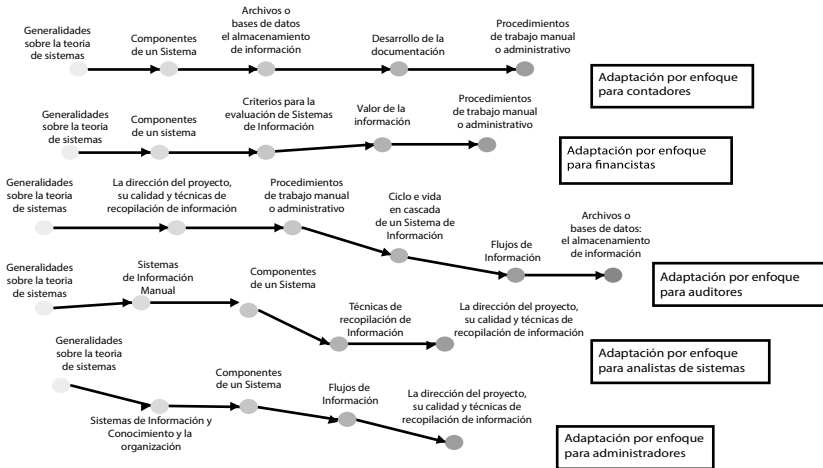 Generalidades
sobre la teoria
de sistemas
Componentes
de un Sistema
Archivos o
bases de datos
el almacenamiento
de información
Desarrollo de la
documentación
Procedimientos
de trabajo manual
o administrativo
Adaptación por enfoque
para contadores
Generalidades
sobre la teoría
de sistemas
Componentes
de un sistema
Criterios para la
evaluación de Sistemas
de Información
Valor de la
información
Procedimientos
de trabajo manual
o administrativo
Adaptación por enfoque
para financistas
Generalidades
sobre la teoría
de sistemas
La dirección del proyecto,
su calidad y técnicas de
recopilación de información
Procedimientos
de trabajo manual
o administrativo
Ciclo e vida
en cascada
de un Sistema de
Información
Flujos de
Información
Archivos o
bases de datos:
el almacenamiento
de información
Adaptación por enfoque
para auditores
Generalidades
sobre la teoría
de sistemas
Sistemas
de Información
Manual
Componentes
de un Sistema
Técnicas de
recopilación de
Información
La dirección del proyecto,
su calidad y técnicas de
recopilación de información
Adaptación por enfoque
para analistas de sistemas
Generalidades
sobre la teoría
de sistemas
Sistemas de Información y
Conocimiento y la
organización
Componentes
de un Sistema
Flujos de
Información
La dirección del proyecto,
su calidad y técnicas de
recopilación de información
Adaptación por enfoque
para administradores